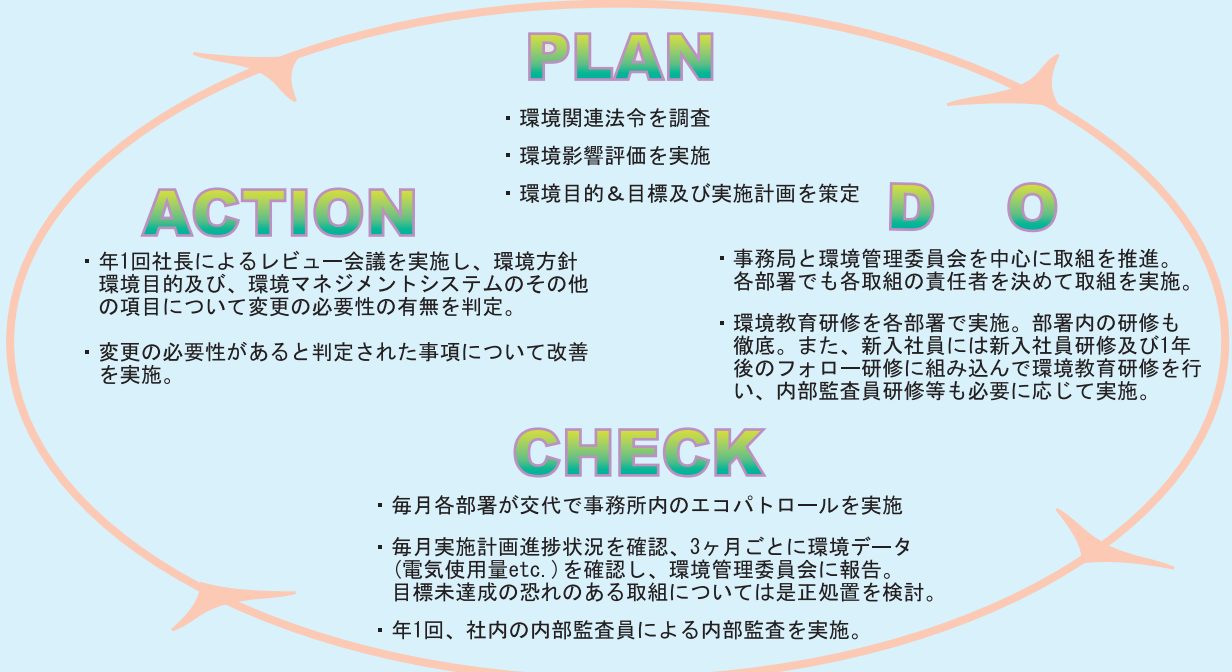 PLAN
・環境関連法令を調査
・環境影響評価を実施
・環境目的＆目標及び実施計画を策定
DO
・事務局と環境管理委員会を中心に取組を推進。
各部署でも各取組の責任者を決めて取組を実施。
・環境教育研修を各部署で実施。部署内の研修も
徹底。また、新入社員には新入社員研修及び1年
後のフォロー研修に組み込んで環境教育研修を行
い、内部監査員研修等も必要に応じて実施。
CHECK
・毎月各部署が交代で事務所内のエコパトロールを実施
・毎月実施計画進捗状況を確認、3ヶ月ごとに環境データ
(電気使用量etc.)を確認し、環境管理委員会に報告。
目標未達成の恐れのある取組については是正処置を検討。
・年1回、社内の内部監査員による内部監査を実施。
ACTION
・年1回社長によるレビュー会議を実施し、環境方針
環境目的及び、環境マネジメントシステムのその他
の項目について変更の必要性の有無を判定。
・変更の必要性があると判定された事項について改善
を実施。